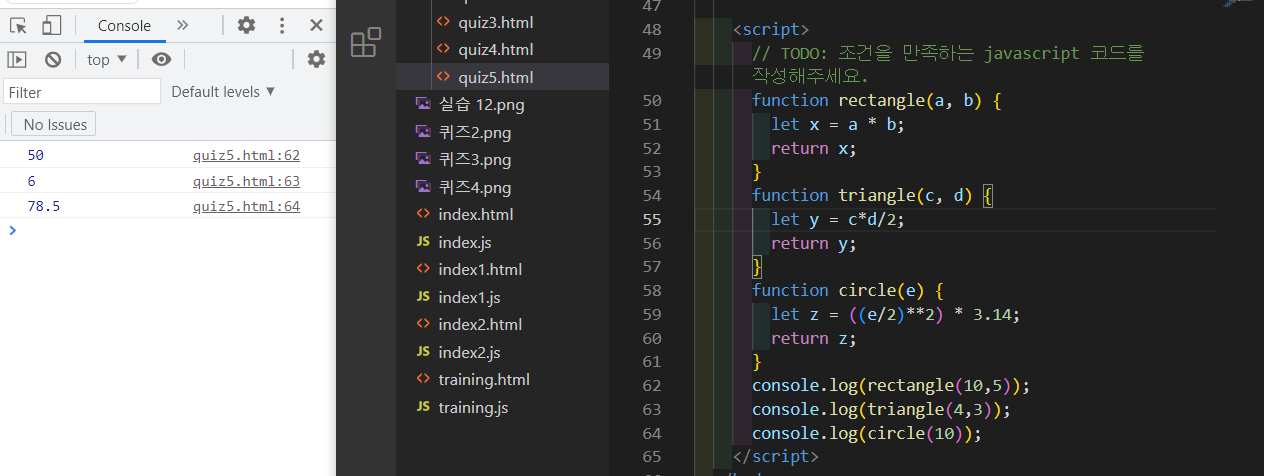 Console
top
Filter
Default levels
No Issues
50 quiz5.html:62
6 quiz5.html:63
78.5 quiz5.html:64
quiz3.html
quiz4.html
quiz5.html
실습 12.png
퀴즈2.png
퀴즈3.png
퀴즈4.png
index.html
JS index.js
index1.html
JS index1.js
index2.html
JS index2.js
training.html
JS training.js
47
48 <script>
49 // TODO: 조건을 만족하는 javascript 코드를
작성해주세요.
50 function rectangle(a, b) {
51 let x = a * b;
52 return x;
53 }
54 function triangle(c, d) {
55 let y = c*d/2;
56 return y;
57 }
58 function circle(e) {
59 let z = ((e/2)**2) * 3.14;
60 return z;
61 }
62 console.log(rectangle(10,5));
63 console.log(triangle(4,3));
64 console.log(circle(10));
65 </script>